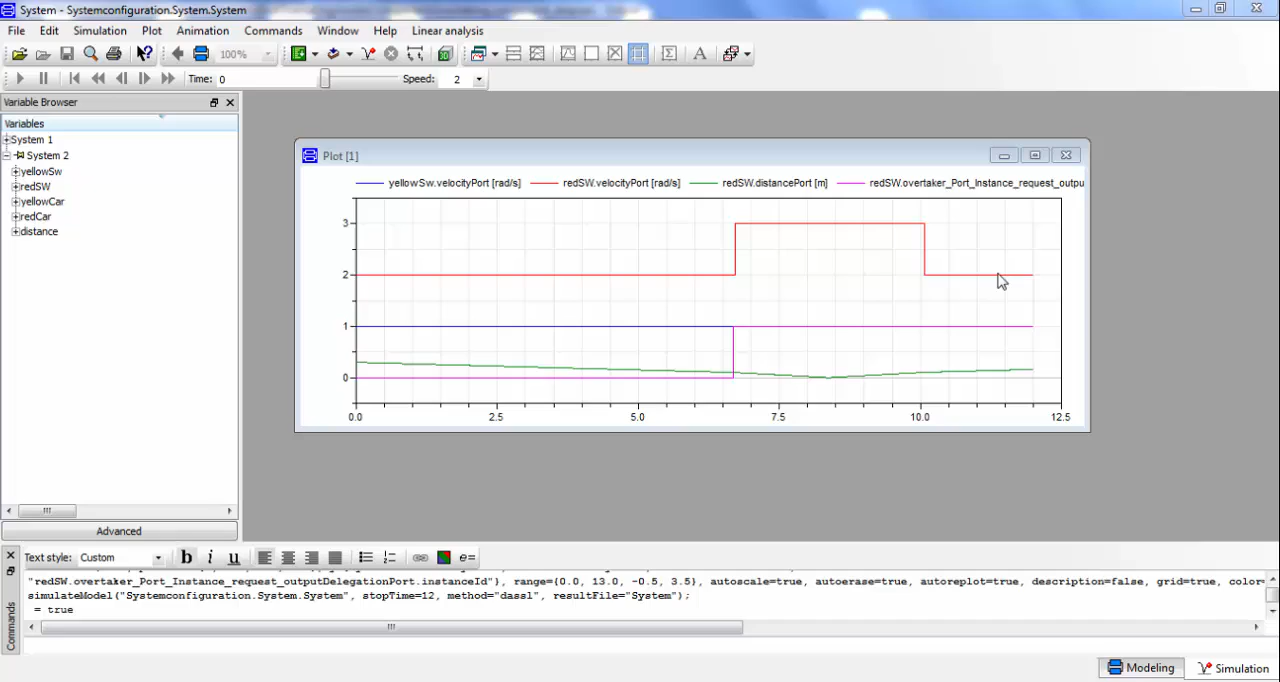 System - Systemconfiguration.System.System
File Edit Simulation Plot Animation Commands Window Help Linear analysis
100%
Time: 0 Speed: 2
Variable Browser
Variables
System 1
System 2
yellowSw
redSW
yellowCar
redCar
distance
Advanced
Plot [1]
yellowSw.velocityPort [rad/s] redSW.velocityPort [rad/s] redSW.distancePort [m] redSW.overtaker_Port_Instance_request_outpu
3
2
1
0
0.0 2.5 5.0 7.5 10.0 12.5
Text style: Custom b i u e=
"redSW.overtaker_Port_Instance_request_outputDelegationPort.instanceId"}, range={0.0, 13.0, -0.5, 3.5}, autoscale=true, autoerase=true, autoreplot=true, description=false, grid=true, color=
simulateModel("Systemconfiguration.System.System", stopTime=12, method="dassl", resultFile="System");
= true
Commands
Modeling Simulation